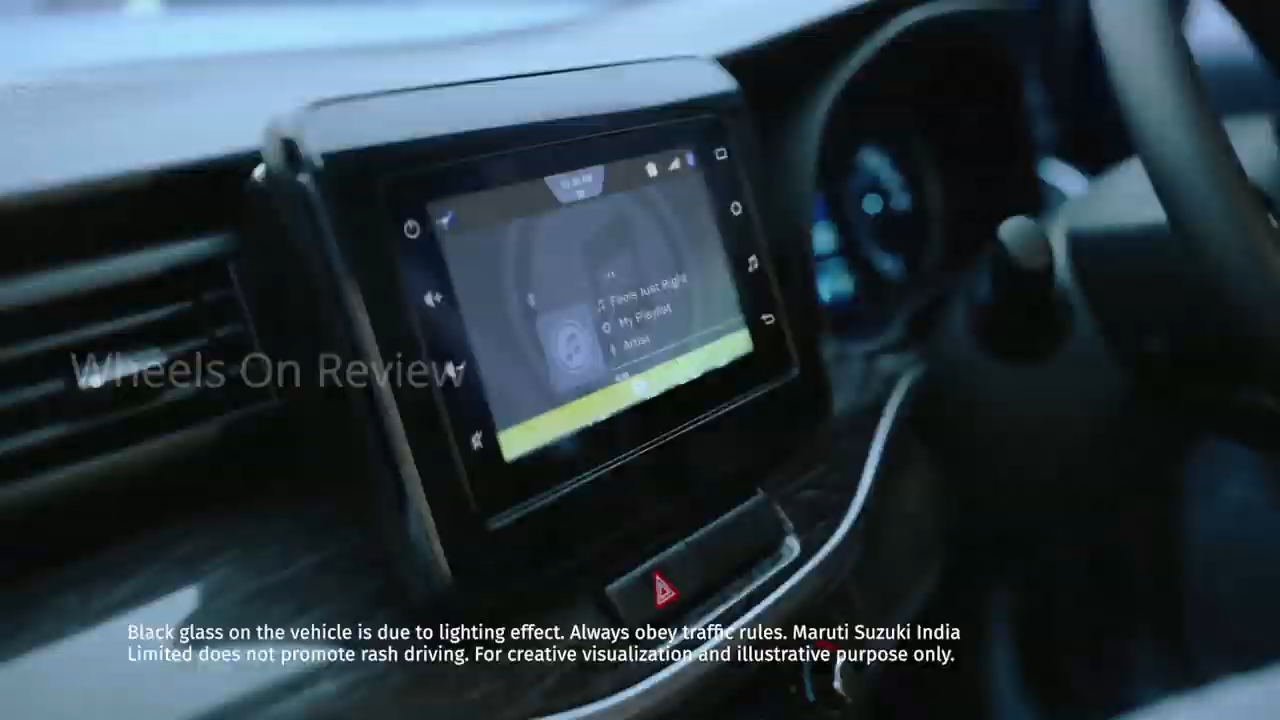 Feels Just Right
My Playlist
Artist
Wheels On Review
Black glass on the vehicle is due to lighting effect. Always obey traffic rules. Maruti Suzuki India
Limited does not promote rash driving. For creative visualization and illustrative purpose only.